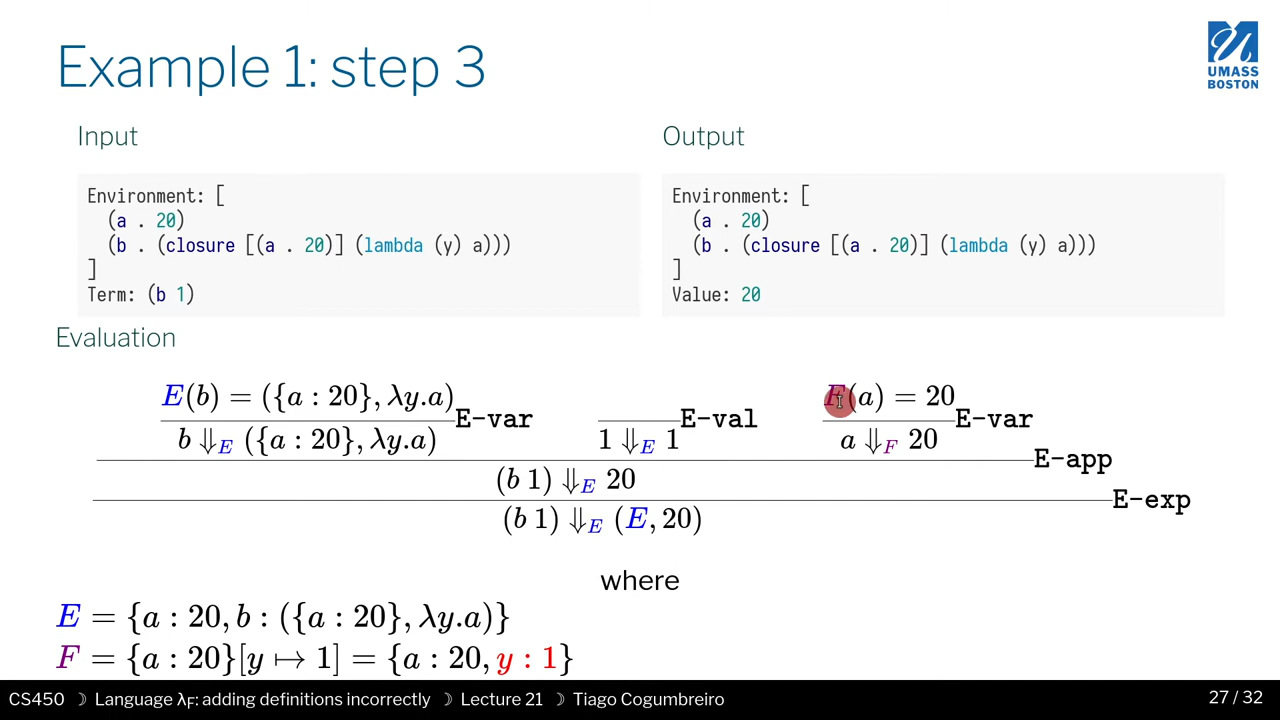 Example 1: step 3
UMASS
BOSTON
Input
Output
Environment: [
(a . 20)
(b . (closure [(a . 20)] (lambda (y) a)))
]
Term: (b 1)
Environment: [
(a . 20)
(b . (closure [(a . 20)] (lambda (y) a)))
]
Value: 20
Evaluation
E(b) = ({a : 20}, λy.a)
E-var
b ⇓E ({a : 20}, λy.a)
E-val
1 ⇓E 1
F(a) = 20
E-var
a ⇓F 20
E-app
(b 1) ⇓E 20
E-exp
(b 1) ⇓E (E, 20)
where
E = {a : 20, b : ({a : 20}, λy.a)}
F = {a : 20}[y ↦ 1] = {a : 20, y : 1}
CS450 ☽ Language λF: adding definitions incorrectly ☽ Lecture 21 ☽ Tiago Cogumbreiro
27 / 32